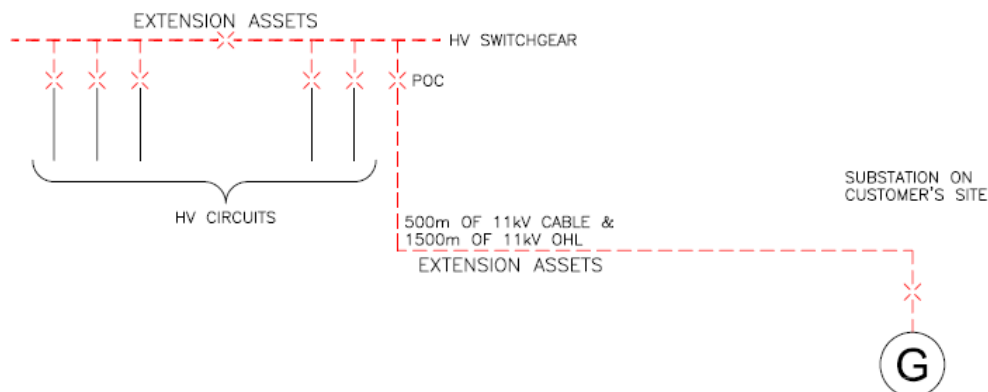 EXTENSION ASSETS
HV SWITCHGEAR
POC
SUBSTATION ON
CUSTOMER'S SITE
HV CIRCUITS
500m OF 11kV CABLE &
1500m OF 11kV OHL
EXTENSION ASSETS
G